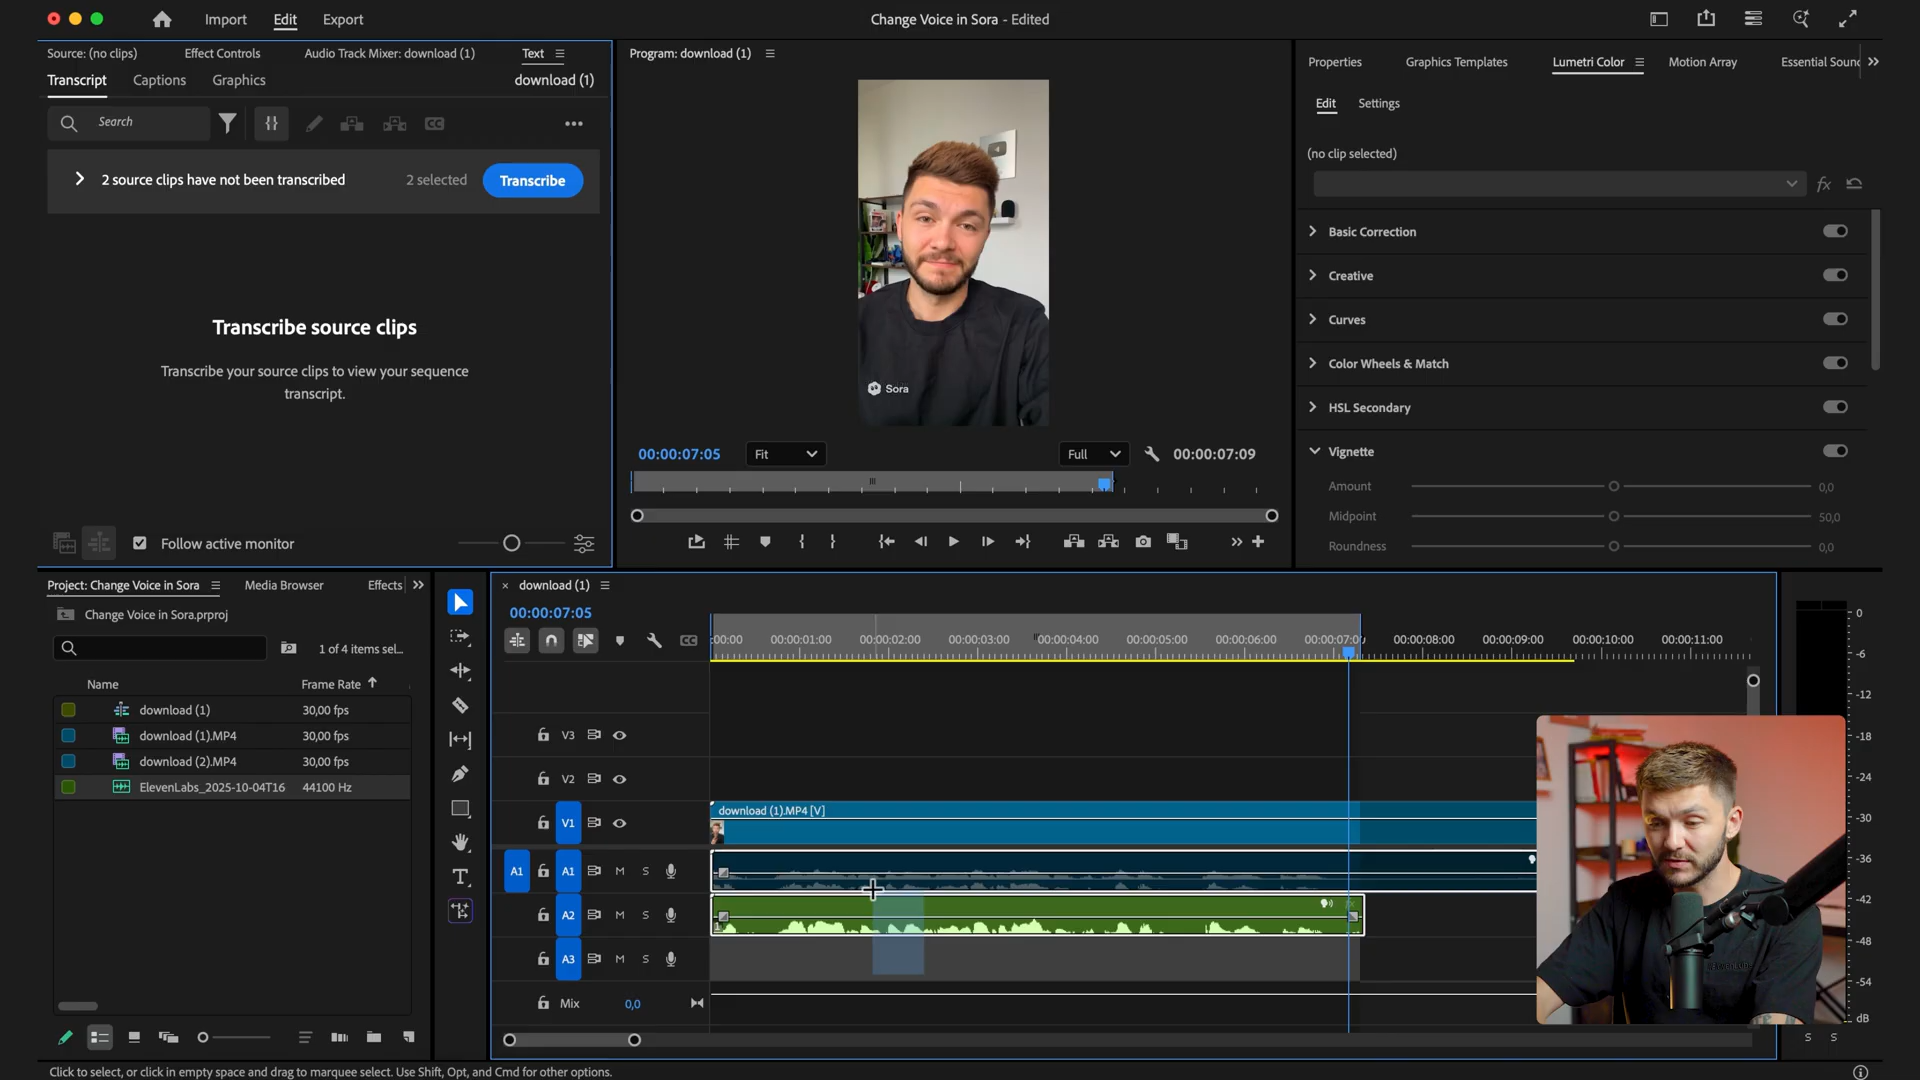 Import Edit Export
Change Voice in Sora - Edited
Source: (no clips) Effect Controls Audio Track Mixer: download (1) Text
Transcript Captions Graphics download (1)
Search
2 source clips have not been transcribed 2 selected Transcribe
Transcribe source clips
Transcribe your source clips to view your sequence
transcript.
Follow active monitor
Program: download (1)
Sora
00:00:07:05 Fit Full 00:00:07:09
Properties Graphics Templates Lumetri Color Motion Array Essential Soun
Edit Settings
(no clip selected)
fx
Basic Correction
Creative
Curves
Color Wheels & Match
HSL Secondary
Vignette
Amount 0,0
Midpoint 50,0
Roundness 0,0
Project: Change Voice in Sora Media Browser Effects
Change Voice in Sora.prproj
1 of 4 items sel...
Name Frame Rate
download (1) 30,00 fps
download (1).MP4 30,00 fps
download (2).MP4 30,00 fps
ElevenLabs_2025-10-04T16 44100 Hz
× download (1)
00:00:07:05
:00:00 00:00:01:00 00:00:02:00 00:00:03:00 00:00:04:00 00:00:05:00 00:00:06:00 00:00:07:0 00:00:08:00 00:00:09:00 00:00:10:00 00:00:11:00
V3
V2
V1
download (1).MP4 [V]
A1 A1 M S
A2 M S
A3 M S
Mix 0,0
0
-6
-12
-18
-24
-30
-36
-42
-48
-54
dB
S S
Click to select, or click in empty space and drag to marquee select. Use Shift, Opt, and Cmd for other options.